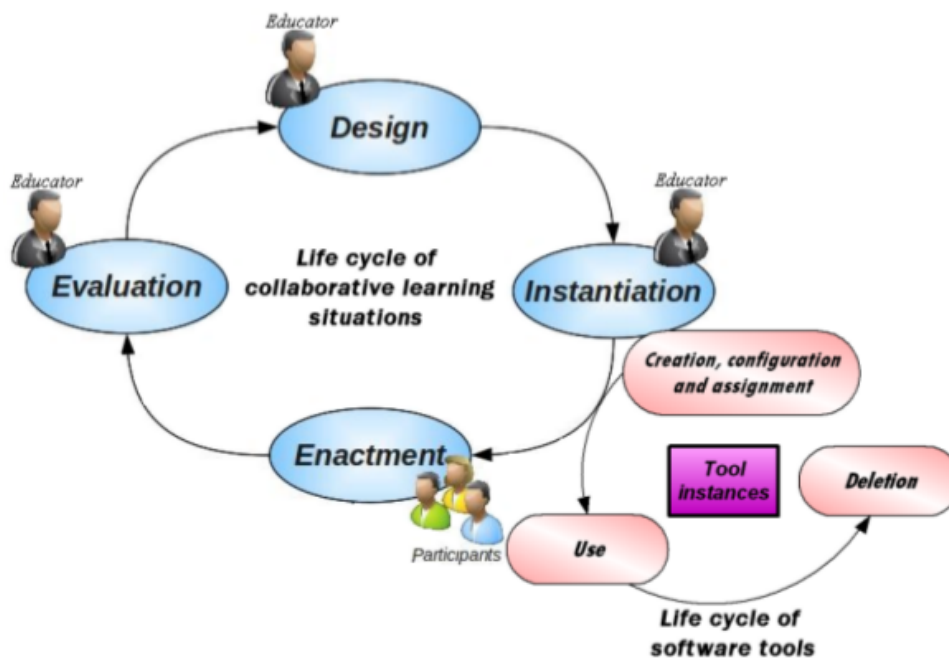 Educator
Design
Educator
Educator
Evaluation
Life cycle of
collaborative learning
situations
Instantiation
Creation, configuration
and assignment
Enactment
Participants
Tool
instances
Deletion
Use
Life cycle of
software tools